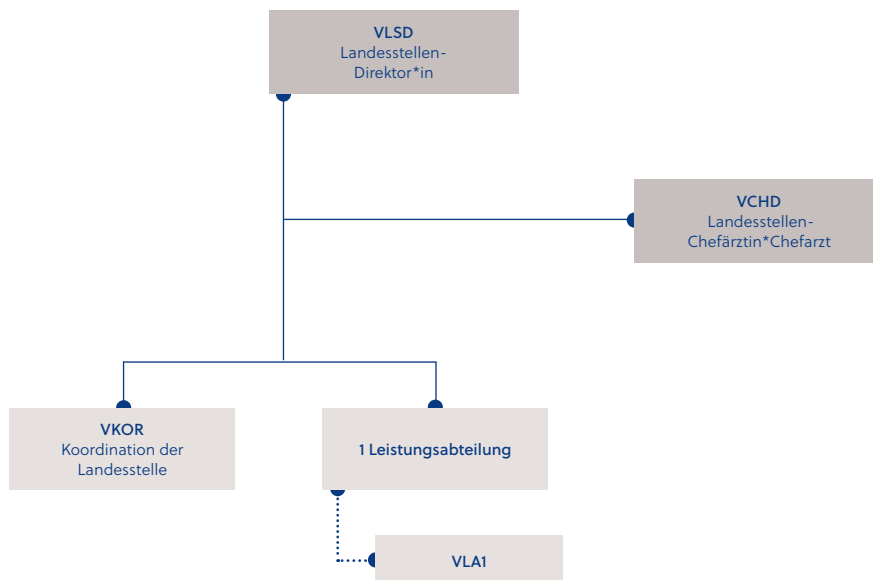 VLSD
Landesstellen-
Direktor*in
VCHD
Landesstellen-
Chefärztin*Chefarzt
VKOR
Koordination der
Landesstelle
1 Leistungsabteilung
VLA1